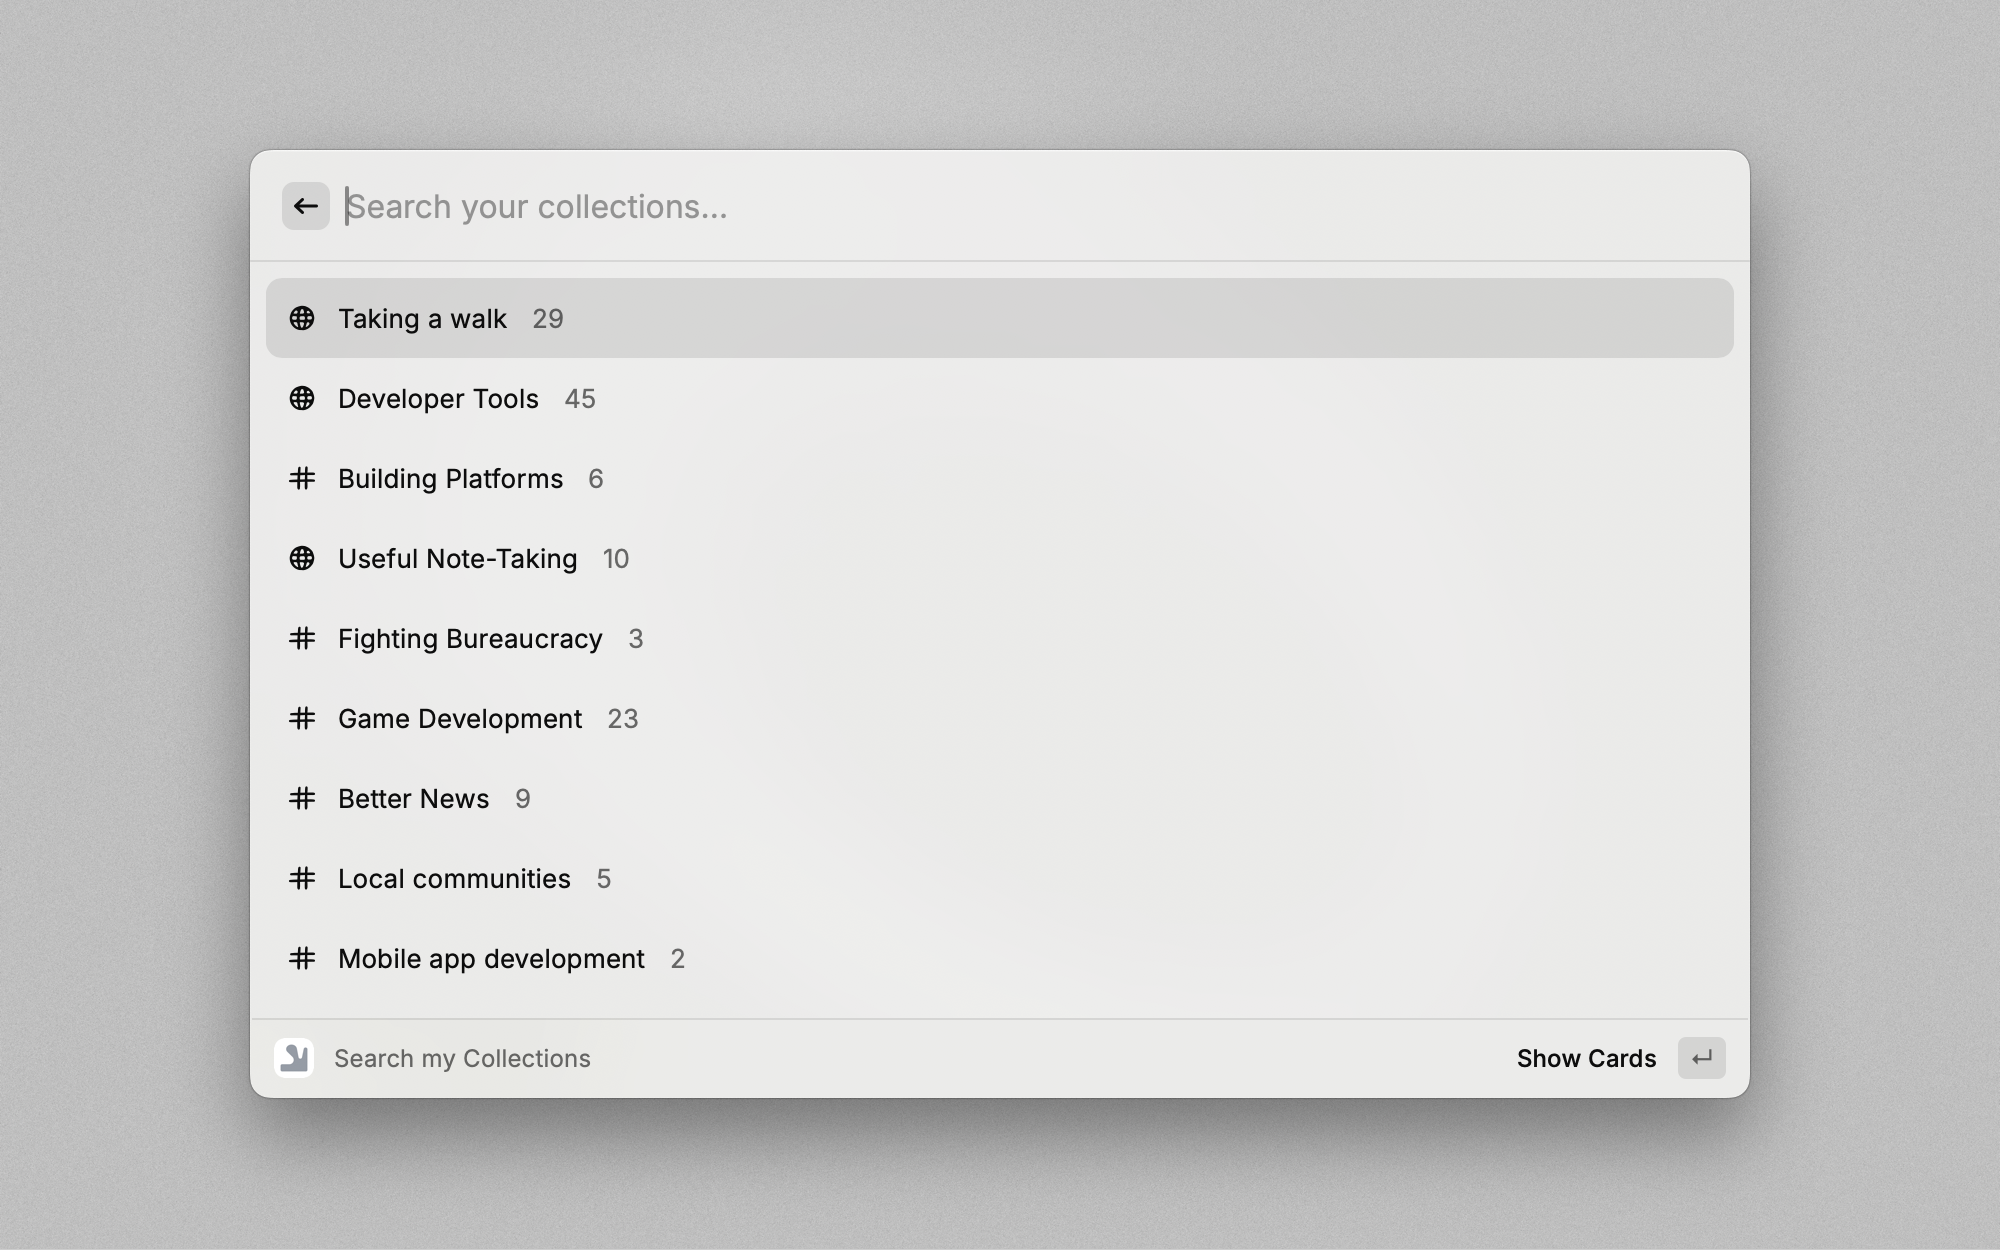 Search your collections...
Taking a walk 29
Developer Tools 45
Building Platforms 6
Useful Note-Taking 10
Fighting Bureaucracy 3
Game Development 23
Better News 9
Local communities 5
Mobile app development 2
Search my Collections Show Cards